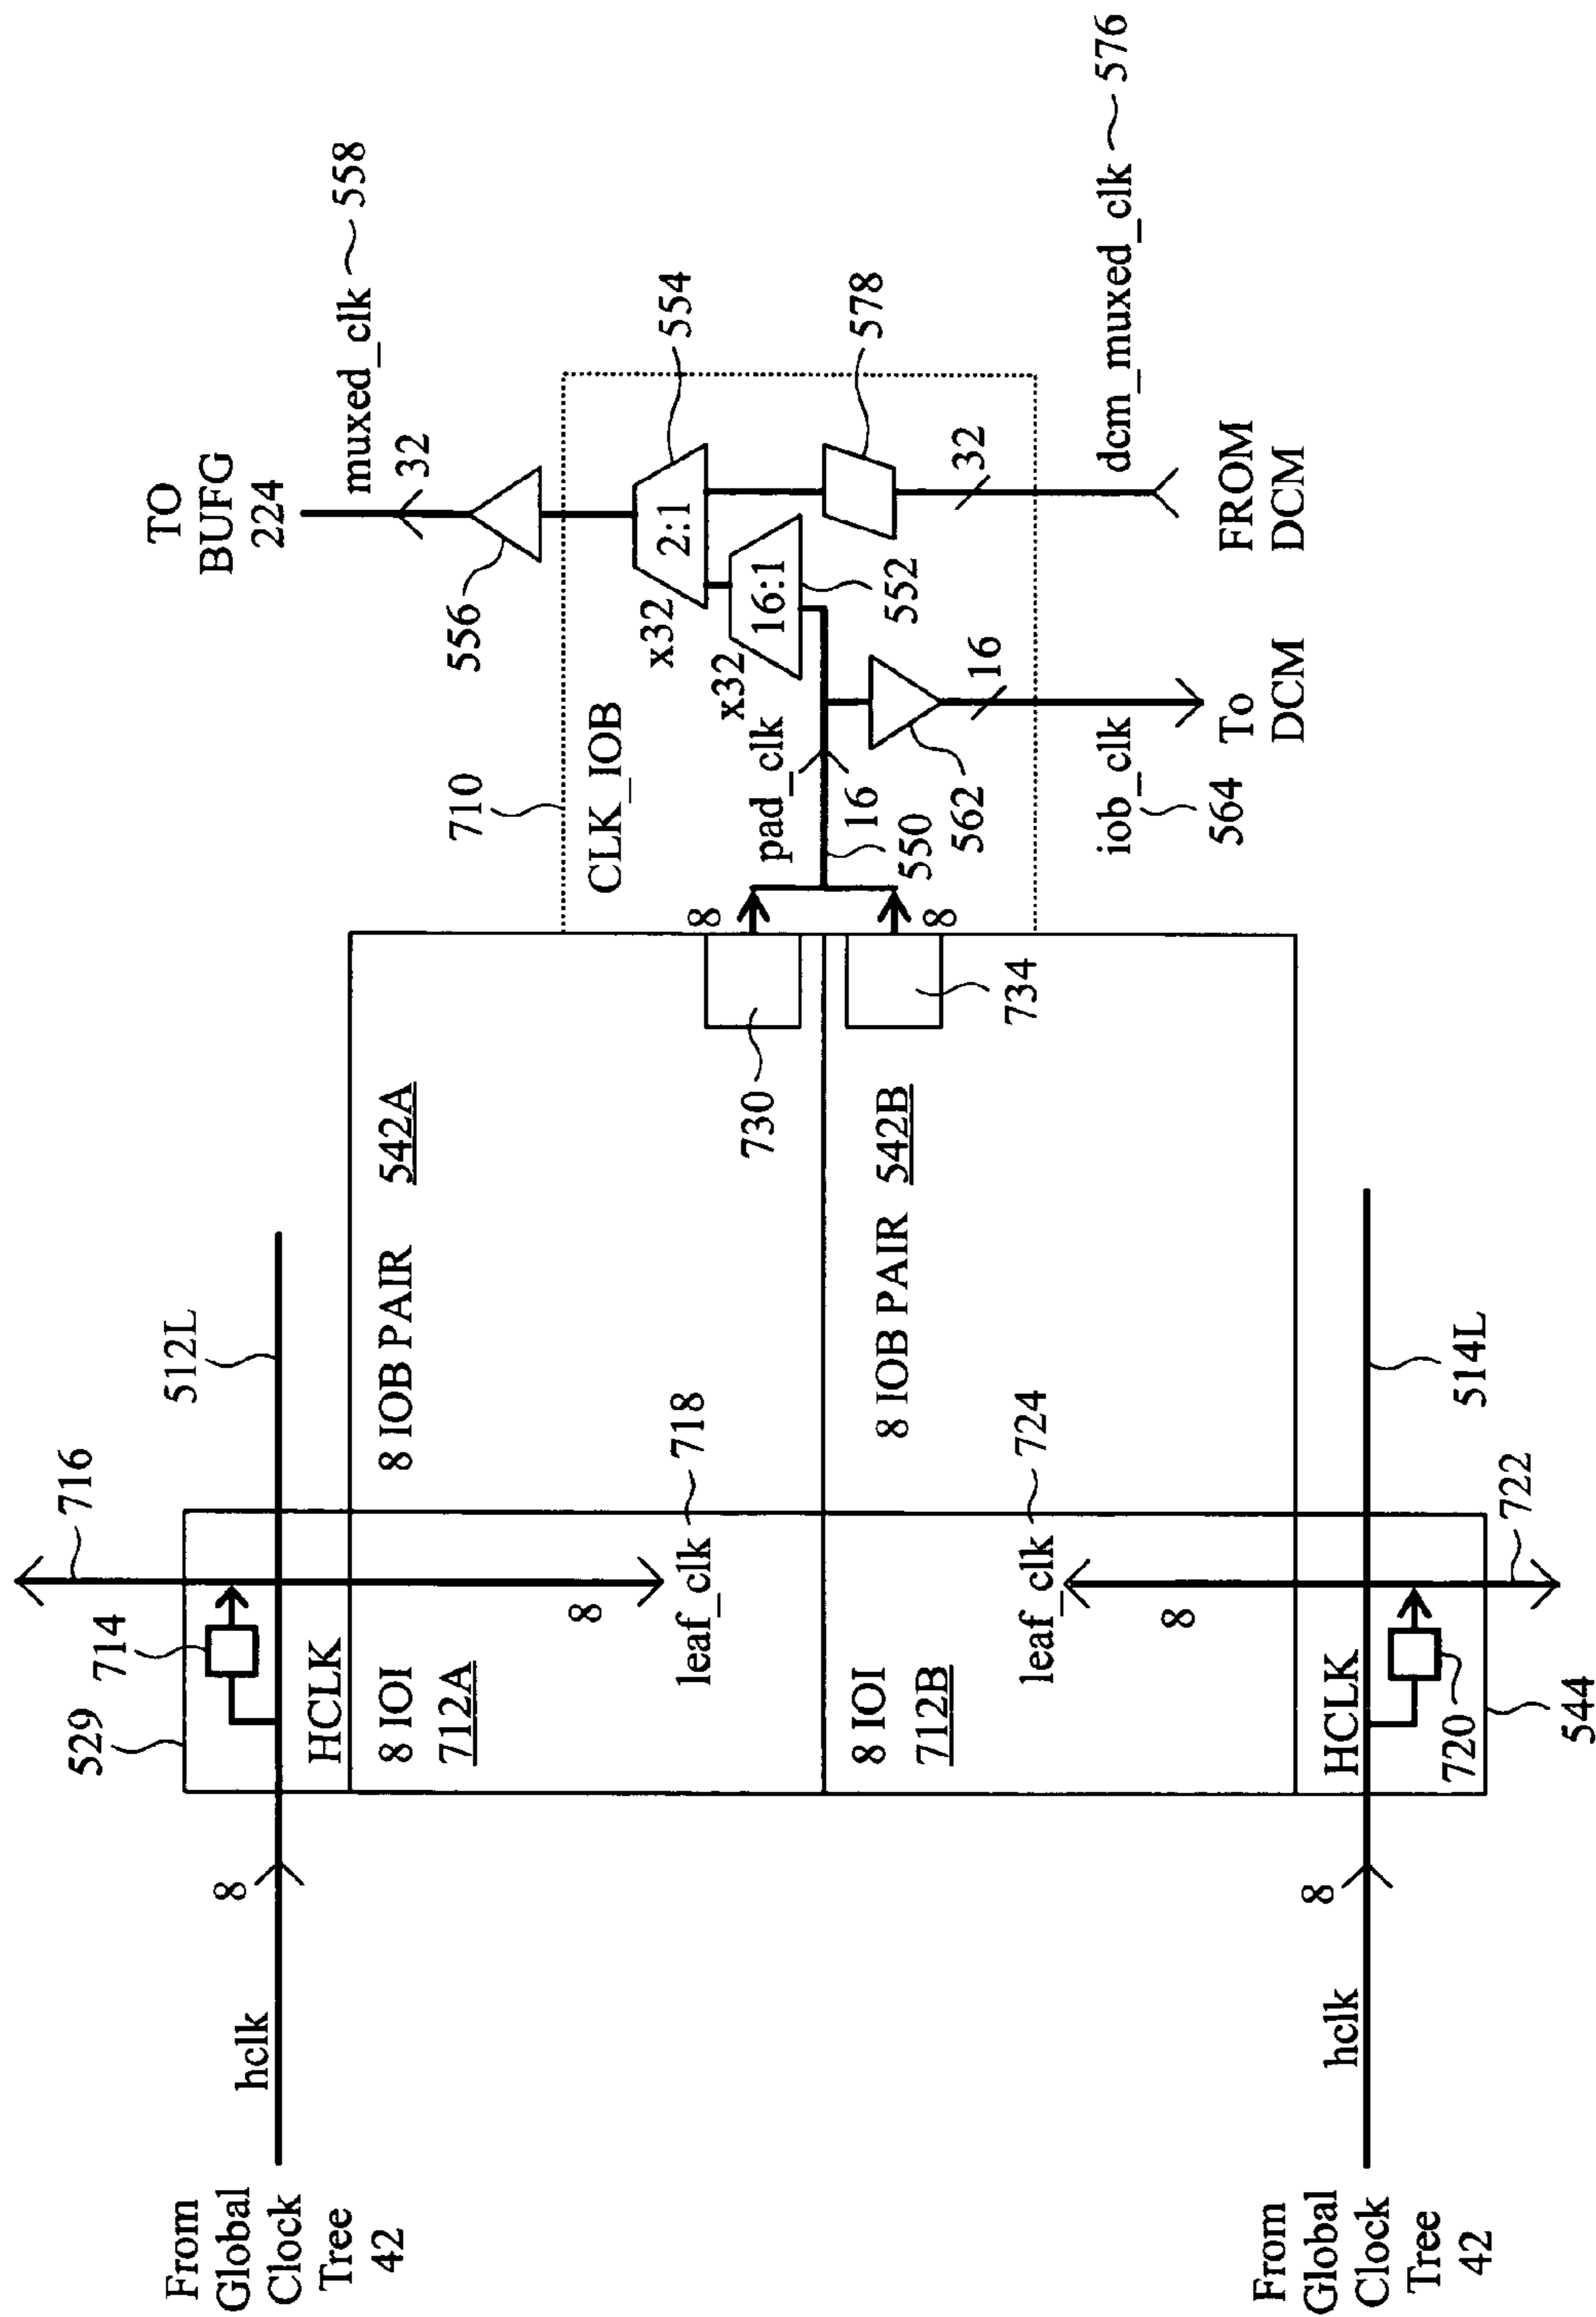 TO
BUFG
224
muxed_clk 558
32
556
554
2:1
x32
16:1
x32
552
578
32
dcm_muxed_clk 576
FROM
DCM
710
CLK_IOB
pad_clk
16
550
562
16
iob_clk
564
To
DCM
8
8
730
734
512L
8 IOB PAIR 542A
8 IOB PAIR 542B
514L
716
714
529
HCLK
8 IOI
712A
8
leaf_clk 718
8 IOI
712B
leaf_clk 724
8
HCLK
720
722
544
8
hclk
From
Global
Clock
Tree
42
8
hclk
From
Global
Clock
Tree
42